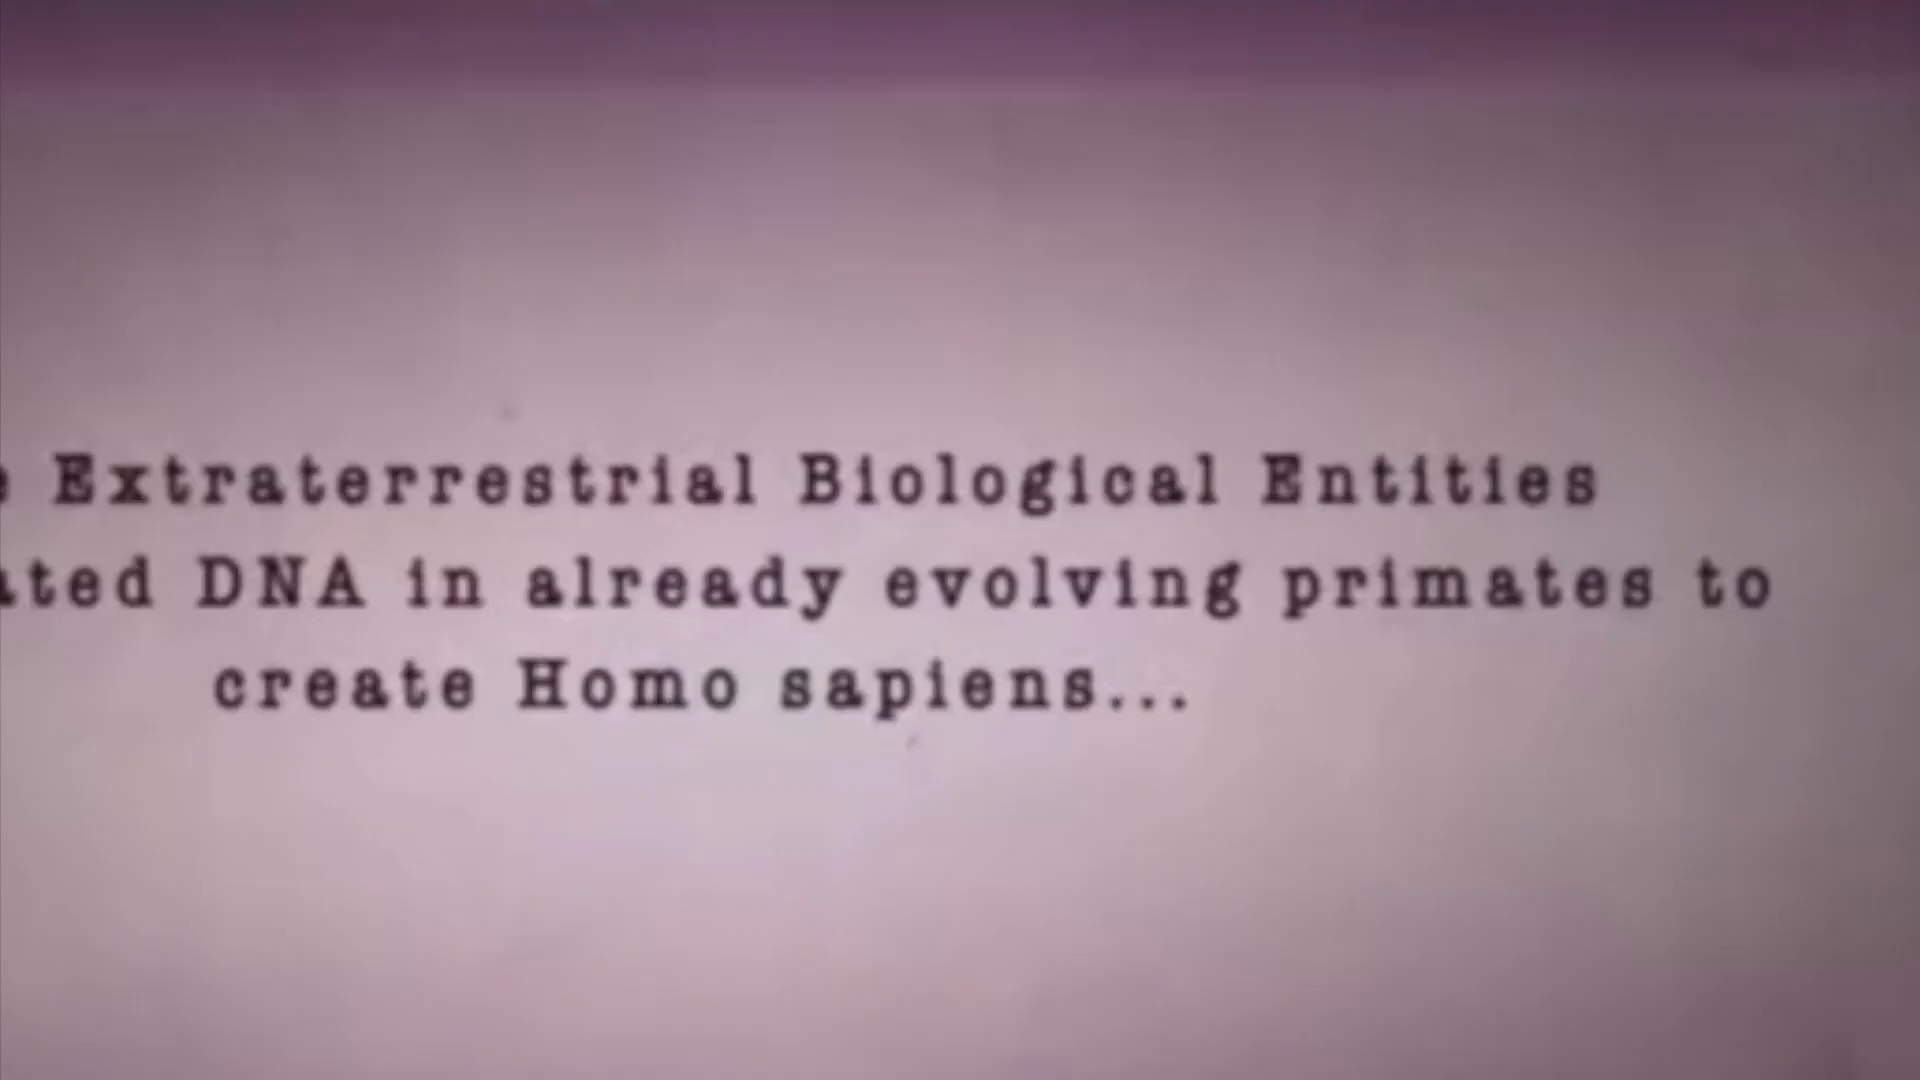 Extraterrestrial Biological Entities
DNA in already evolving primates to
create Homo sapiens...